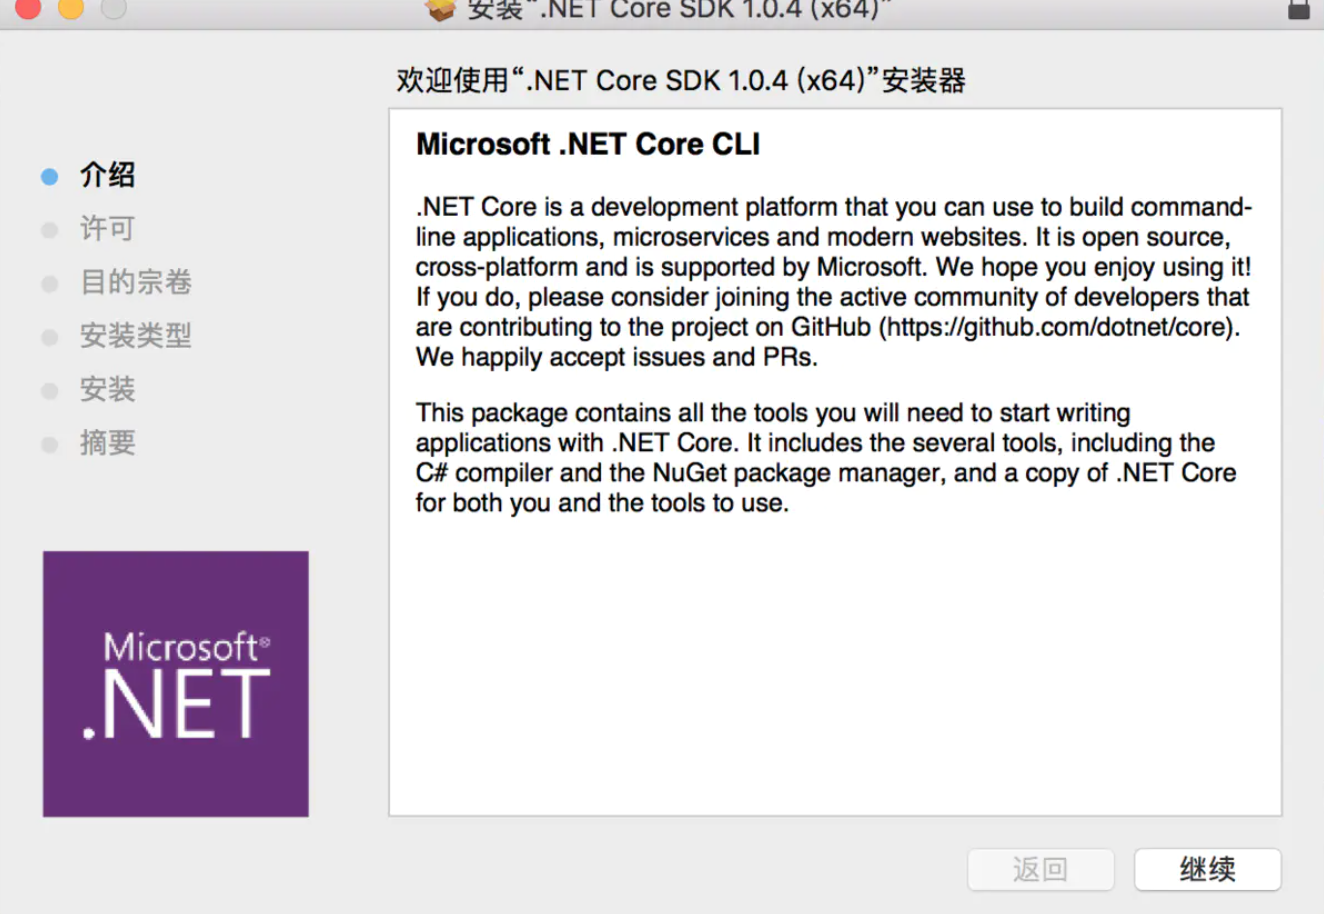 安装“.NET Core SDK 1.0.4 (x64)”
欢迎使用“.NET Core SDK 1.0.4 (x64)”安装器
介绍
许可
目的宗卷
安装类型
安装
摘要
Microsoft .NET Core CLI
.NET Core is a development platform that you can use to build command-
line applications, microservices and modern websites. It is open source,
cross-platform and is supported by Microsoft. We hope you enjoy using it!
If you do, please consider joining the active community of developers that
are contributing to the project on GitHub (https://github.com/dotnet/core).
We happily accept issues and PRs.
This package contains all the tools you will need to start writing
applications with .NET Core. It includes the several tools, including the
C# compiler and the NuGet package manager, and a copy of .NET Core
for both you and the tools to use.
Microsoft®
.NET
返回
继续